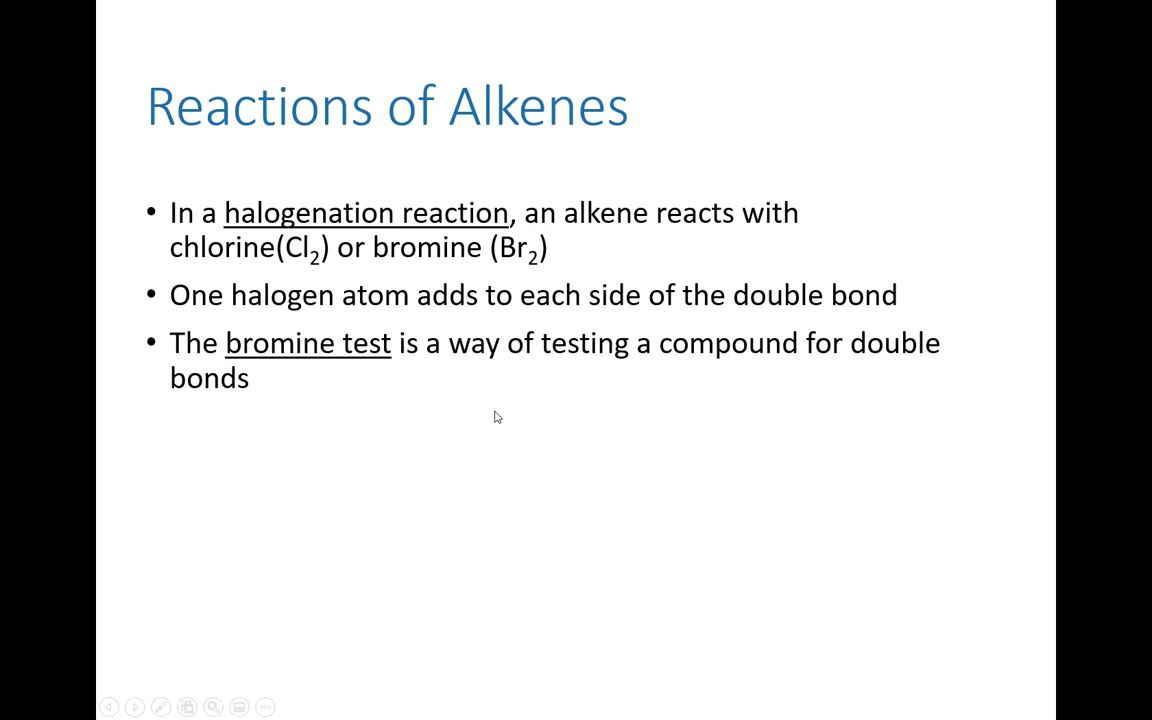 Reactions of Alkenes
• In a halogenation reaction, an alkene reacts with
chlorine(Cl₂) or bromine (Br₂)
• One halogen atom adds to each side of the double bond
• The bromine test is a way of testing a compound for double
bonds